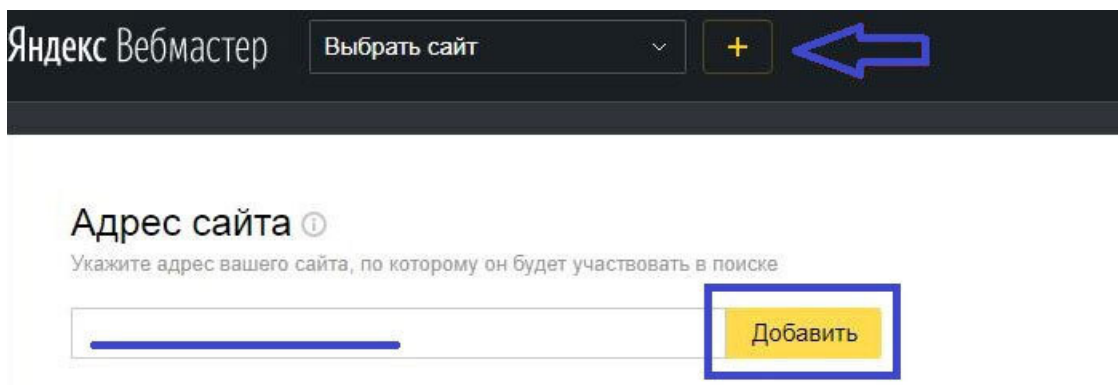 Яндекс Вебмастер Выбрать сайт +
Адрес сайта
Укажите адрес вашего сайта, по которому он будет участвовать в поиске
Добавить